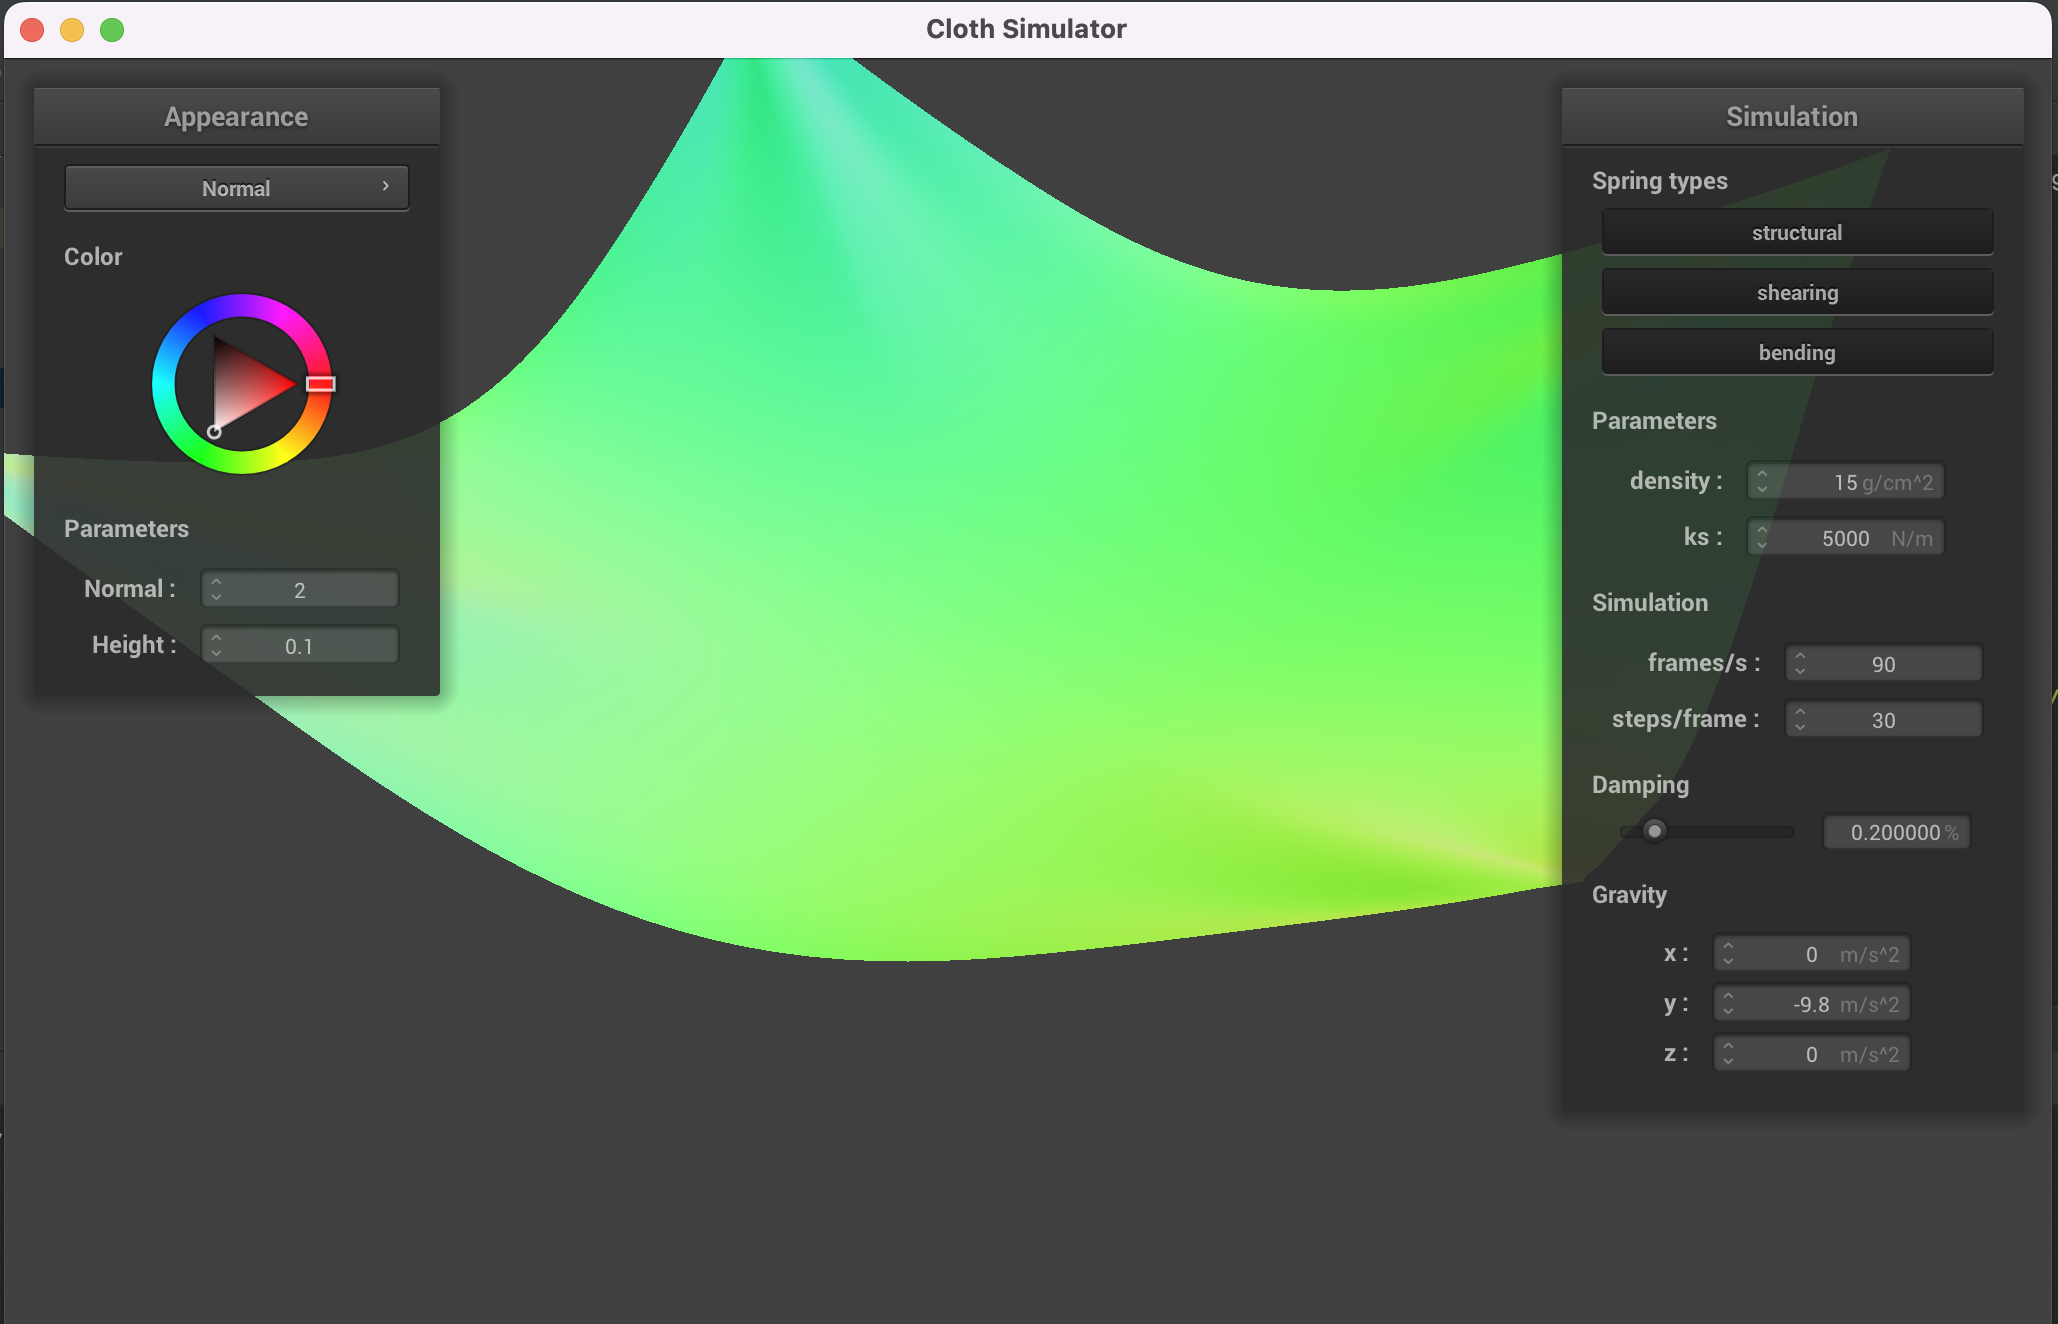 Cloth Simulator
Appearance
Normal
Color
Parameters
Normal : 2
Height : 0.1
Simulation
Spring types
structural
shearing
bending
Parameters
density : 15 g/cm^2
ks : 5000 N/m
Simulation
frames/s : 90
steps/frame : 30
Damping
0.200000 %
Gravity
x : 0 m/s^2
y : -9.8 m/s^2
z : 0 m/s^2